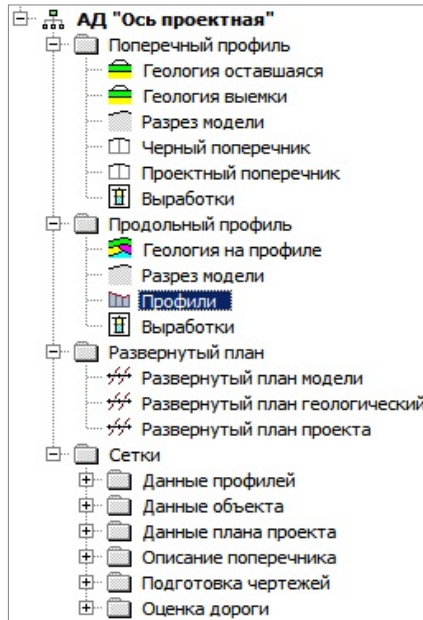 АД "Ось проектная"
Поперечный профиль
Геология оставшаяся
Геология выемки
Разрез модели
Черный поперечник
Проектный поперечник
Выработки
Продольный профиль
Геология на профиле
Разрез модели
Профили
Выработки
Развернутый план
Развернутый план модели
Развернутый план геологический
Развернутый план проекта
Сетки
Данные профилей
Данные объекта
Данные плана проекта
Описание поперечника
Подготовка чертежей
Оценка дороги